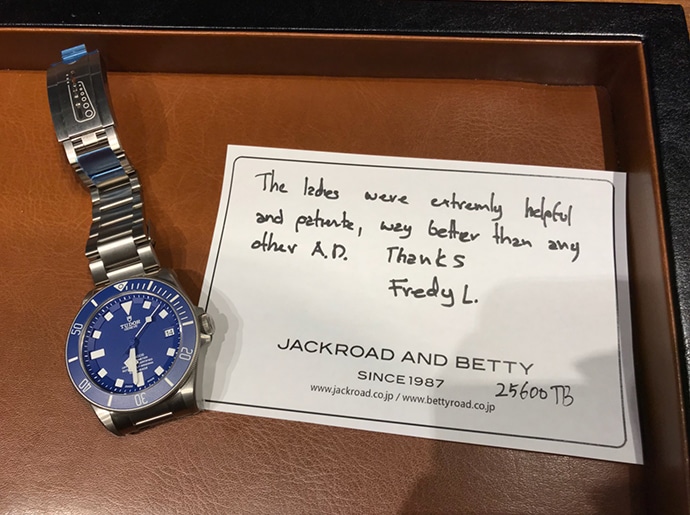 The ladies were extremly helpful
and patiente, way better than any
other A.D. Thanks
Fredy L.
JACKROAD AND BETTY
SINCE 1987
25600TB
www.jackroad.co.jp / www.bettyroad.co.jp
TUDOR
50
10
20
30
40